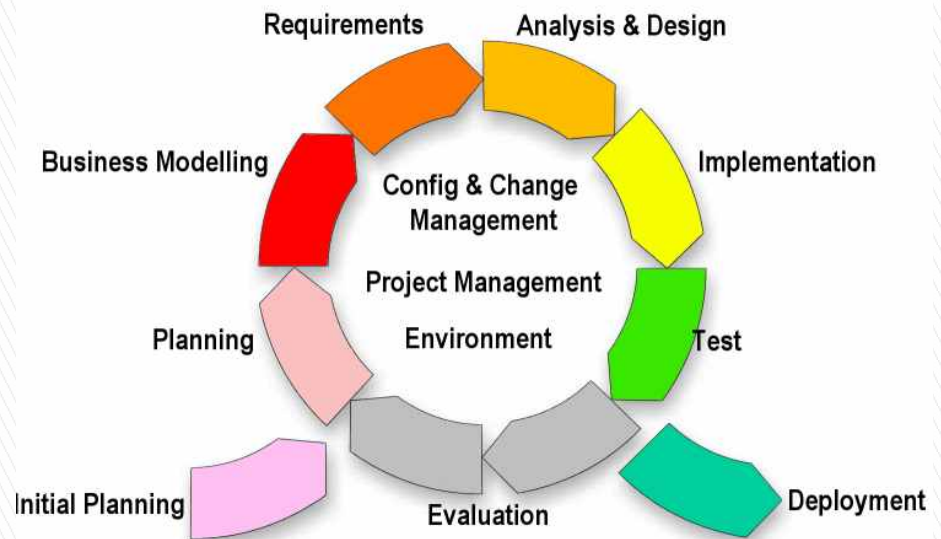 Requirements
Analysis & Design
Business Modelling
Implementation
Config & Change
Management
Project Management
Environment
Planning
Test
Initial Planning
Evaluation
Deployment